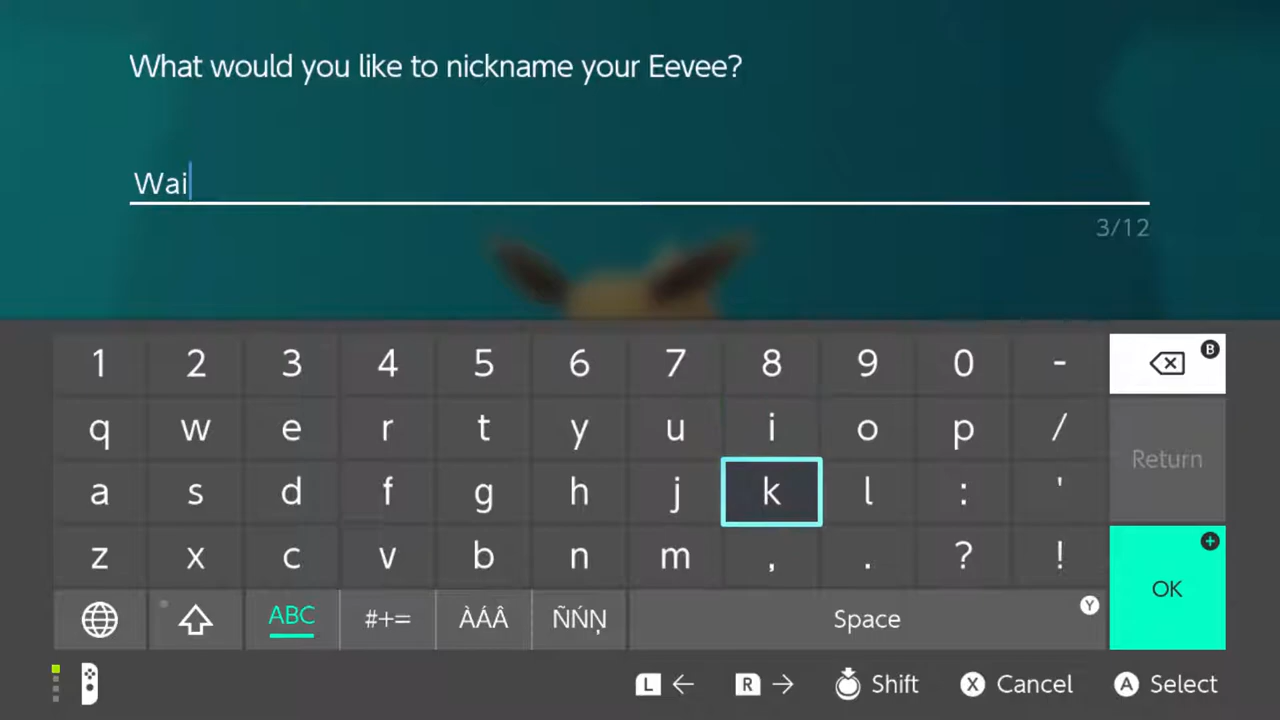 What would you like to nickname your Eevee?
Wai
3/12
1 2 3 4 5 6 7 8 9 0 - B
q w e r t y u i o p /
Return
a s d f g h j k l : '
z x c v b n m , . ? ! +
OK
ABC #+= ÀÁÂ ÑŃŅ Space Y
L ← R → Shift X Cancel A Select